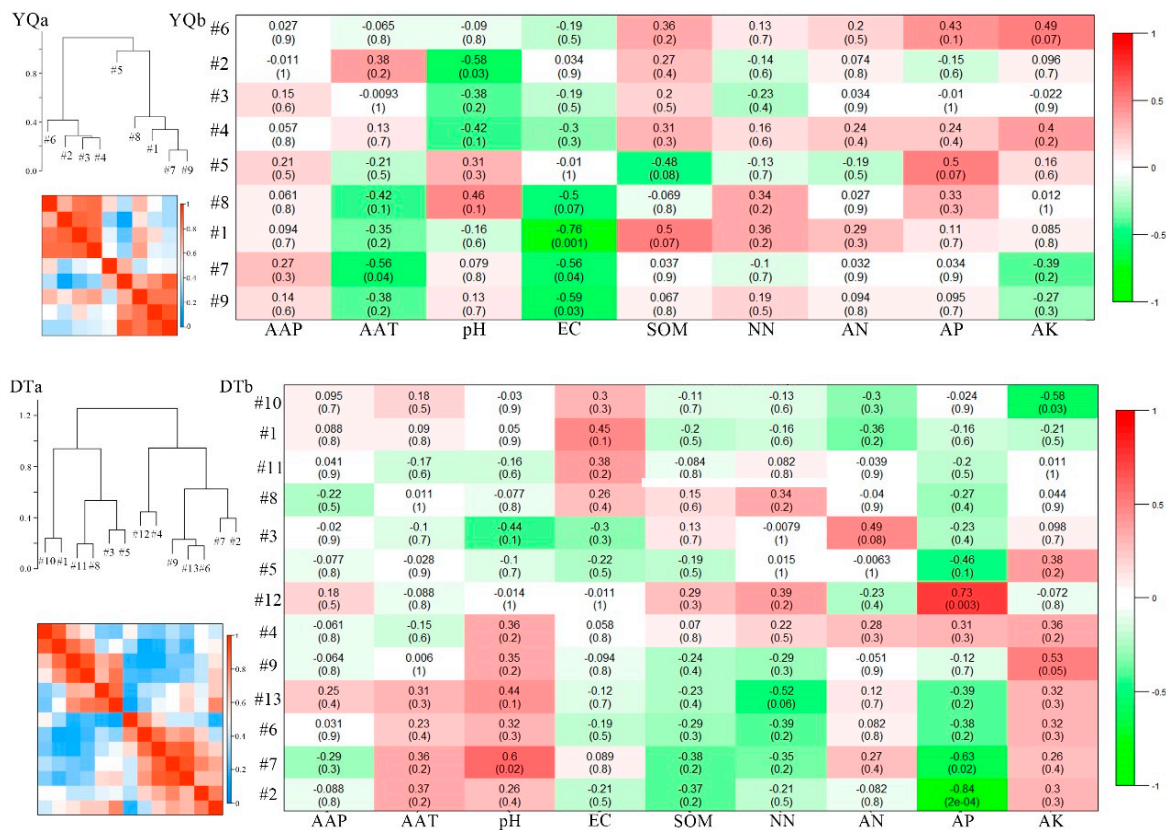 YQa
YQb
1.2
0.8
0.4
0.0
#5
#6
#2
#3 #4
#8
#1
#7 #9
1
0.8
0.6
0.4
0.2
0
#6 0.027 -0.065 -0.09 -0.19 0.36 0.13 0.2 0.43 0.49
(0.9) (0.8) (0.8) (0.5) (0.2) (0.7) (0.5) (0.1) (0.07)
#2 -0.011 0.38 -0.58 0.034 0.27 -0.14 0.074 -0.15 0.096
(1) (0.2) (0.03) (0.9) (0.4) (0.6) (0.8) (0.6) (0.7)
#3 0.15 -0.0093 -0.38 -0.19 0.2 -0.23 0.034 -0.01 -0.022
(0.6) (1) (0.2) (0.5) (0.5) (0.4) (0.9) (1) (0.9)
#4 0.057 0.13 -0.42 -0.3 0.31 0.16 0.24 0.24 0.4
(0.8) (0.7) (0.1) (0.3) (0.3) (0.6) (0.4) (0.4) (0.2)
#5 0.21 -0.21 0.31 -0.01 -0.48 -0.13 -0.19 0.5 0.16
(0.5) (0.5) (0.3) (1) (0.08) (0.7) (0.5) (0.07) (0.6)
#8 0.061 -0.42 0.46 -0.5 -0.069 0.34 0.027 0.33 0.012
(0.8) (0.1) (0.1) (0.07) (0.8) (0.2) (0.9) (0.3) (1)
#1 0.094 -0.35 -0.16 -0.76 0.5 0.36 0.29 0.11 0.085
(0.7) (0.2) (0.6) (0.001) (0.07) (0.2) (0.3) (0.7) (0.8)
#7 0.27 -0.56 0.079 -0.56 0.037 -0.1 0.032 0.034 -0.39
(0.3) (0.04) (0.8) (0.04) (0.9) (0.7) (0.9) (0.9) (0.2)
#9 0.14 -0.38 0.13 -0.59 0.067 0.19 0.094 0.095 -0.27
(0.6) (0.2) (0.7) (0.03) (0.8) (0.5) (0.8) (0.7) (0.3)
AAP AAT pH EC SOM NN AN AP AK
1
0.5
0
-0.5
-1
DTa
DTb
1.2
0.8
0.4
0.0
#10 #1
#11 #8
#3 #5
#12 #4
#9
#13 #6
#7 #2
1
0.8
0.6
0.4
0.2
0
#10 0.095 0.18 -0.03 0.3 -0.11 -0.13 -0.3 -0.024 -0.58
(0.7) (0.5) (0.9) (0.3) (0.7) (0.6) (0.3) (0.9) (0.03)
#1 0.088 0.09 0.05 0.45 -0.2 -0.16 -0.36 -0.16 -0.21
(0.8) (0.8) (0.9) (0.1) (0.5) (0.6) (0.2) (0.6) (0.5)
#11 0.041 -0.17 -0.16 0.38 -0.084 0.082 -0.039 -0.2 0.011
(0.9) (0.6) (0.6) (0.2) (0.8) (0.8) (0.9) (0.5) (1)
#8 -0.22 0.011 -0.077 0.26 0.15 0.34 -0.04 -0.27 0.044
(0.5) (1) (0.8) (0.4) (0.6) (0.2) (0.9) (0.4) (0.9)
#3 -0.02 -0.1 -0.44 -0.3 0.13 -0.0079 0.49 -0.23 0.098
(0.9) (0.7) (0.1) (0.3) (0.7) (1) (0.08) (0.4) (0.7)
#5 -0.077 -0.028 -0.1 -0.22 -0.19 0.015 -0.0063 -0.46 0.38
(0.8) (0.9) (0.7) (0.5) (0.5) (1) (1) (0.1) (0.2)
#12 0.18 -0.088 -0.014 -0.011 0.29 0.39 -0.23 0.73 -0.072
(0.5) (0.8) (1) (1) (0.3) (0.2) (0.4) (0.003) (0.8)
#4 -0.061 -0.15 0.36 0.058 0.07 0.22 0.28 0.31 0.36
(0.8) (0.6) (0.2) (0.8) (0.8) (0.5) (0.3) (0.3) (0.2)
#9 -0.064 0.006 0.35 -0.094 -0.24 -0.29 -0.051 -0.12 0.53
(0.8) (1) (0.2) (0.8) (0.4) (0.3) (0.9) (0.7) (0.05)
#13 0.25 0.31 0.44 -0.12 -0.23 -0.52 0.12 -0.39 0.32
(0.4) (0.3) (0.1) (0.7) (0.4) (0.06) (0.7) (0.2) (0.3)
#6 0.031 0.23 0.32 -0.19 -0.29 -0.39 0.082 -0.38 0.32
(0.9) (0.4) (0.3) (0.5) (0.3) (0.2) (0.8) (0.2) (0.3)
#7 -0.29 0.36 0.6 0.089 -0.38 -0.35 0.27 -0.63 0.26
(0.3) (0.2) (0.02) (0.8) (0.2) (0.2) (0.4) (0.02) (0.4)
#2 -0.088 0.37 0.26 -0.21 -0.37 -0.21 -0.082 -0.84 0.3
(0.8) (0.2) (0.4) (0.5) (0.2) (0.5) (0.8) (2e-04) (0.3)
AAP AAT pH EC SOM NN AN AP AK
1
0.5
0
-0.5
-1